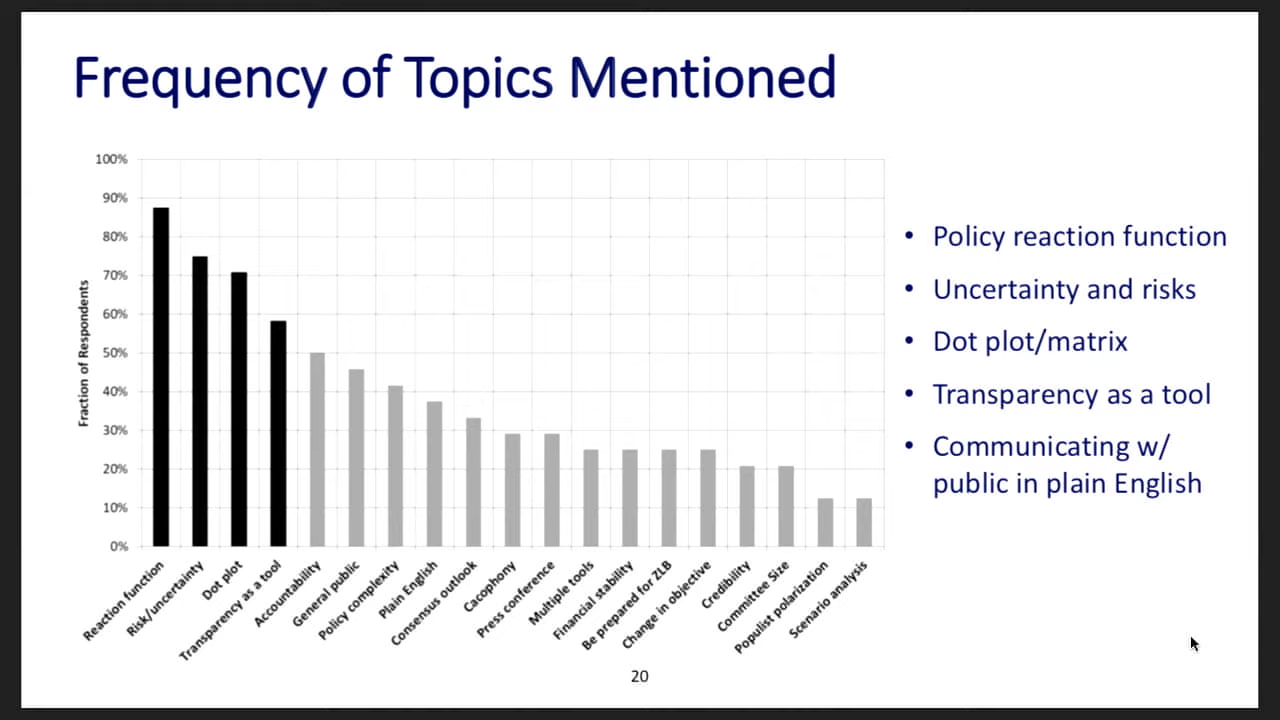 Frequency of Topics Mentioned
100%
90%
80%
70%
60%
50%
40%
30%
20%
10%
0%
Fraction of Respondents
Reaction function
Risk/uncertainty
Dot plot
Transparency as a tool
Accountability
General public
Policy complexity
Plain English
Consensus outlook
Cacophony
Press conference
Multiple tools
Financial stability
Be prepared for ZLB
Change in objective
Credibility
Committee Size
Populist polarization
Scenario analysis
• Policy reaction function
• Uncertainty and risks
• Dot plot/matrix
• Transparency as a tool
• Communicating w/
public in plain English
20